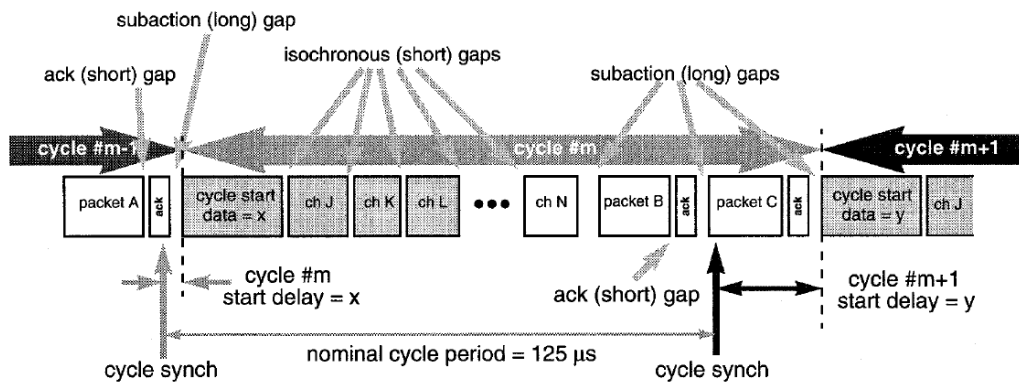 subaction (long) gap
isochronous (short) gaps
ack (short) gap
subaction (long) gaps
cycle #m-1
cycle #m
cycle #m+1
packet A
ack
cycle start
data = x
ch J
ch K
ch L
•••
ch N
packet B
ack
packet C
ack
cycle start
data = y
ch J
cycle #m
start delay = x
ack (short) gap
cycle #m+1
start delay = y
nominal cycle period = 125 µs
cycle synch
cycle synch